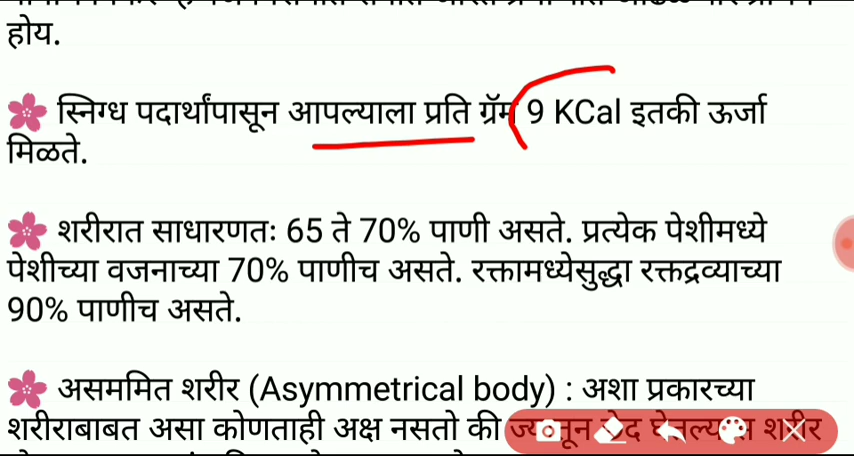 होय.
स्निग्ध पदार्थांपासून आपल्याला प्रति ग्रॅम 9 KCal इतकी ऊर्जा
मिळते.
शरीरात साधारणतः 65 ते 70% पाणी असते. प्रत्येक पेशीमध्ये
पेशीच्या वजनाच्या 70% पाणीच असते. रक्तामध्येसुद्धा रक्तद्रव्याच्या
90% पाणीच असते.
असममित शरीर (Asymmetrical body) : अशा प्रकारच्या
शरीराबाबत असा कोणताही अक्ष नसतो की